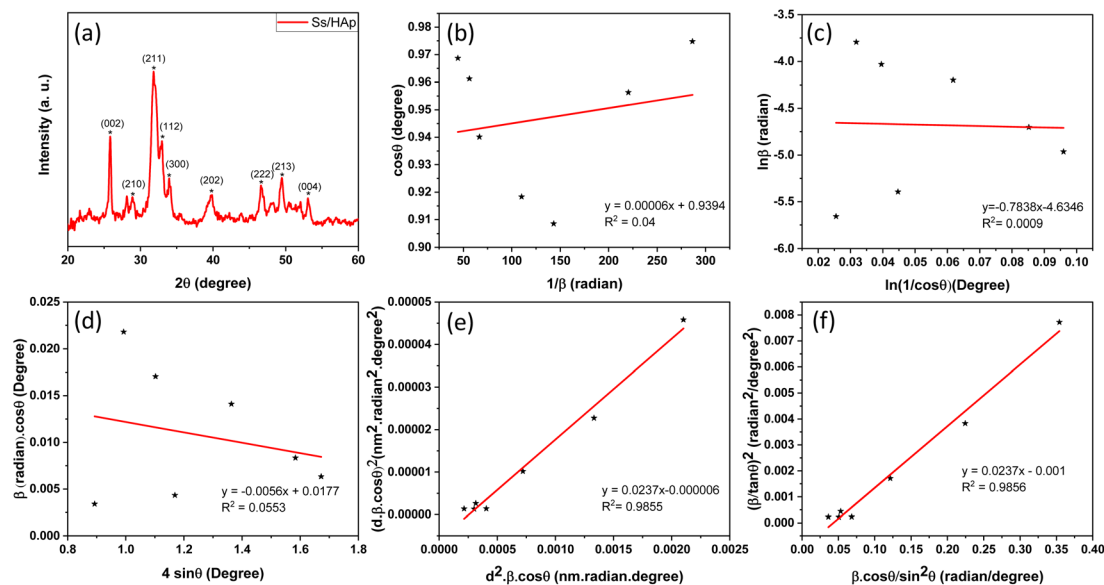 (a)
Ss/HAp
(211)
(002)
(112)
(300)
(210)
(202)
(222)
(213)
(004)
Intensity (a. u.)
20 30 40 50 60
2θ (degree)
(b)
0.98
0.97
0.96
0.95
0.94
0.93
0.92
0.91
0.90
cosθ (degree)
y = 0.00006x + 0.9394
R² = 0.04
50 100 150 200 250 300
1/β (radian)
(c)
-3.5
-4.0
-4.5
-5.0
-5.5
-6.0
lnβ (radian)
y=-0.7838x-4.6346
R² = 0.0009
0.02 0.03 0.04 0.05 0.06 0.07 0.08 0.09 0.10
ln(1/cosθ)(Degree)
(d)
0.025
0.020
0.015
0.010
0.005
0.000
β (radian).cosθ (Degree)
y = -0.0056x + 0.0177
R² = 0.0553
0.8 1.0 1.2 1.4 1.6 1.8
4 sinθ (Degree)
(e)
0.00005
0.00004
0.00003
0.00002
0.00001
0.00000
(d.β.cosθ)²(nm².radian².degree²)
y = 0.0237x-0.000006
R² = 0.9855
0.0000 0.0005 0.0010 0.0015 0.0020 0.0025
d².β.cosθ (nm.radian.degree)
(f)
0.008
0.007
0.006
0.005
0.004
0.003
0.002
0.001
0.000
(β/tanθ)² (radian²/degree²)
y = 0.0237x - 0.001
R² = 0.9856
0.00 0.05 0.10 0.15 0.20 0.25 0.30 0.35 0.40
β.cosθ/sin²θ (radian/degree)